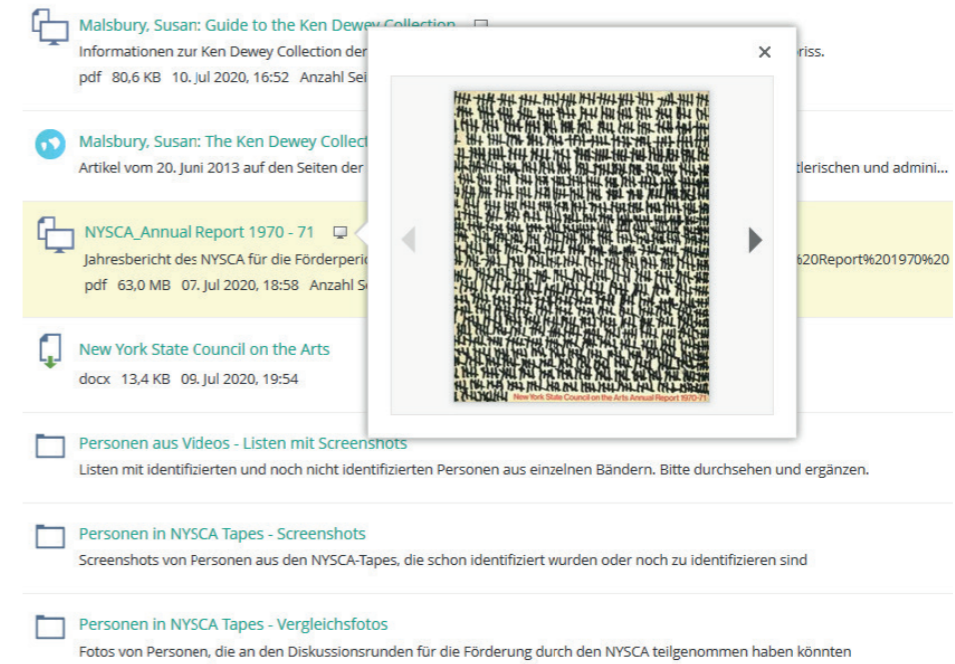 Malsbury, Susan: Guide to the Ken Dewey Collection
Informationen zur Ken Dewey Collection der
riss.
pdf 80,6 KB 10. Jul 2020, 16:52 Anzahl Sei
Malsbury, Susan: The Ken Dewey Collect
Artikel vom 20. Juni 2013 auf den Seiten der
tlerischen und admini...
NYSCA_Annual Report 1970 - 71
Jahresbericht des NYSCA für die Förderperio
%20Report%201970%20
pdf 63,0 MB 07. Jul 2020, 18:58 Anzahl S
New York State Council on the Arts Annual Report 1970-71
New York State Council on the Arts
docx 13,4 KB 09. Jul 2020, 19:54
Personen aus Videos - Listen mit Screenshots
Listen mit identifizierten und noch nicht identifizierten Personen aus einzelnen Bändern. Bitte durchsehen und ergänzen.
Personen in NYSCA Tapes - Screenshots
Screenshots von Personen aus den NYSCA-Tapes, die schon identifiziert wurden oder noch zu identifizieren sind
Personen in NYSCA Tapes - Vergleichsfotos
Fotos von Personen, die an den Diskussionsrunden für die Förderung durch den NYSCA teilgenommen haben könnten